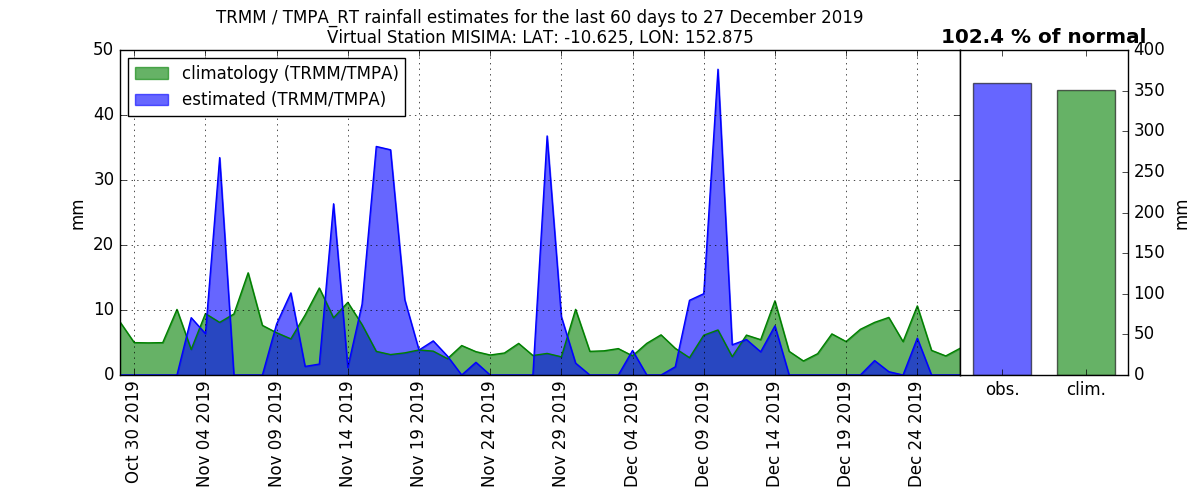 TRMM / TMPA_RT rainfall estimates for the last 60 days to 27 December 2019
Virtual Station MISIMA: LAT: -10.625, LON: 152.875
102.4 % of normal
climatology (TRMM/TMPA)
estimated (TRMM/TMPA)
50
40
30
20
10
0
mm
Oct 30 2019
Nov 04 2019
Nov 09 2019
Nov 14 2019
Nov 19 2019
Nov 24 2019
Nov 29 2019
Dec 04 2019
Dec 09 2019
Dec 14 2019
Dec 19 2019
Dec 24 2019
400
350
300
250
200
150
100
50
0
mm
obs.
clim.